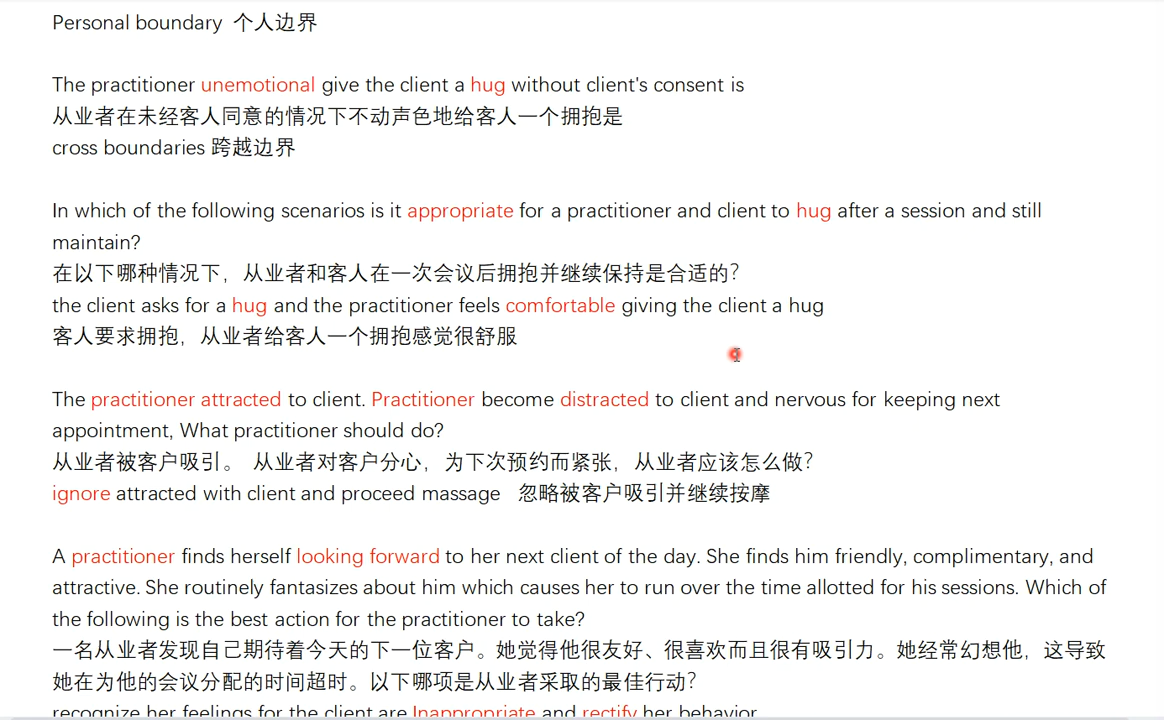 Personal boundary 个人边界
The practitioner unemotional give the client a hug without client's consent is
从业者在未经客人同意的情况下不动声色地给客人一个拥抱是
cross boundaries 跨越边界
In which of the following scenarios is it appropriate for a practitioner and client to hug after a session and still
maintain?
在以下哪种情况下，从业者和客人在一次会议后拥抱并继续保持是合适的？
the client asks for a hug and the practitioner feels comfortable giving the client a hug
客人要求拥抱，从业者给客人一个拥抱感觉很舒服
The practitioner attracted to client. Practitioner become distracted to client and nervous for keeping next
appointment, What practitioner should do?
从业者被客户吸引。 从业者对客户分心，为下次预约而紧张，从业者应该怎么做？
ignore attracted with client and proceed massage 忽略被客户吸引并继续按摩
A practitioner finds herself looking forward to her next client of the day. She finds him friendly, complimentary, and
attractive. She routinely fantasizes about him which causes her to run over the time allotted for his sessions. Which of
the following is the best action for the practitioner to take?
一名从业者发现自己期待着今天的下一位客户。她觉得他很友好、很喜欢而且很有吸引力。她经常幻想他，这导致
她在为他的会议分配的时间超时。以下哪项是从业者采取的最佳行动？
recognize her feelings for the client are Inappropriate and rectify her behavior